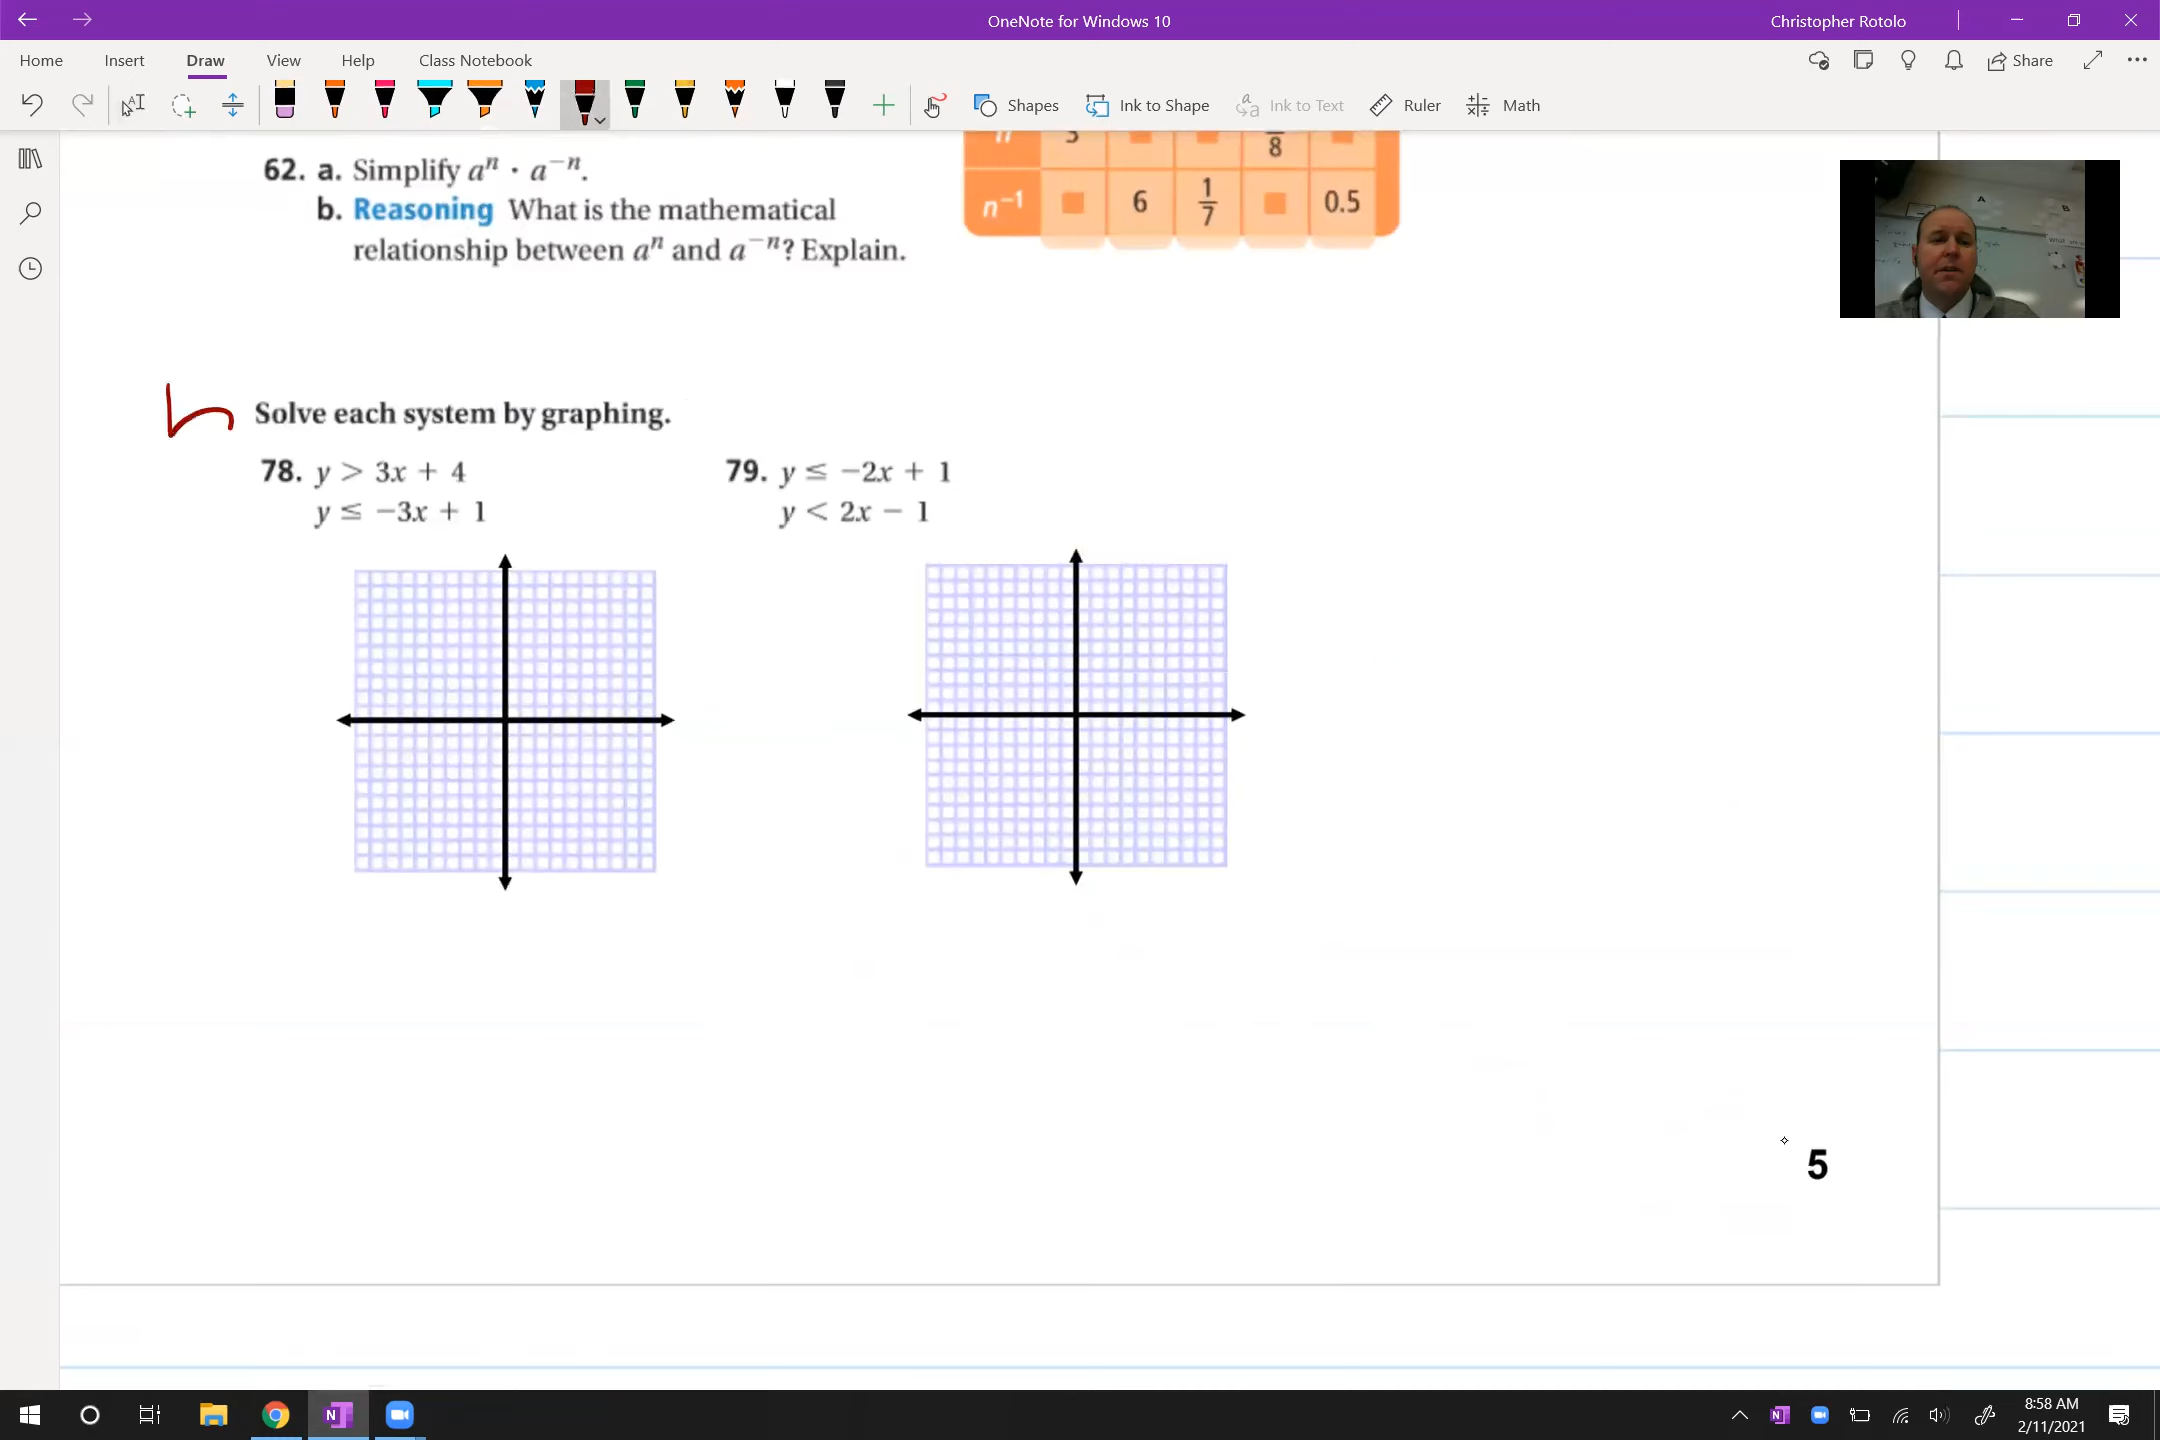 OneNote for Windows 10
Christopher Rotolo
Home Insert Draw View Help Class Notebook
Share
Shapes Ink to Shape Ink to Text Ruler Math
62. a. Simplify aⁿ · a⁻ⁿ.
b. Reasoning What is the mathematical
relationship between aⁿ and a⁻ⁿ? Explain.
8
n⁻¹ 6 1/7 0.5
Solve each system by graphing.
78. y > 3x + 4
y ≤ −3x + 1
79. y ≤ −2x + 1
y < 2x − 1
5
8:58 AM
2/11/2021